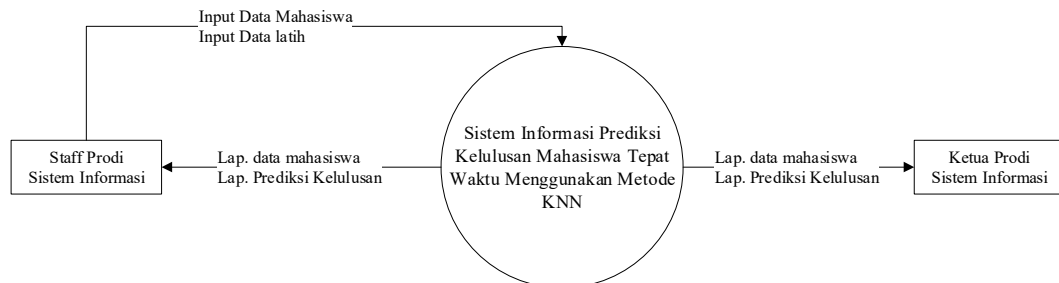 Input Data Mahasiswa
Input Data latih
Staff Prodi
Sistem Informasi
Lap. data mahasiswa
Lap. Prediksi Kelulusan
Sistem Informasi Prediksi
Kelulusan Mahasiswa Tepat
Waktu Menggunakan Metode
KNN
Lap. data mahasiswa
Lap. Prediksi Kelulusan
Ketua Prodi
Sistem Informasi